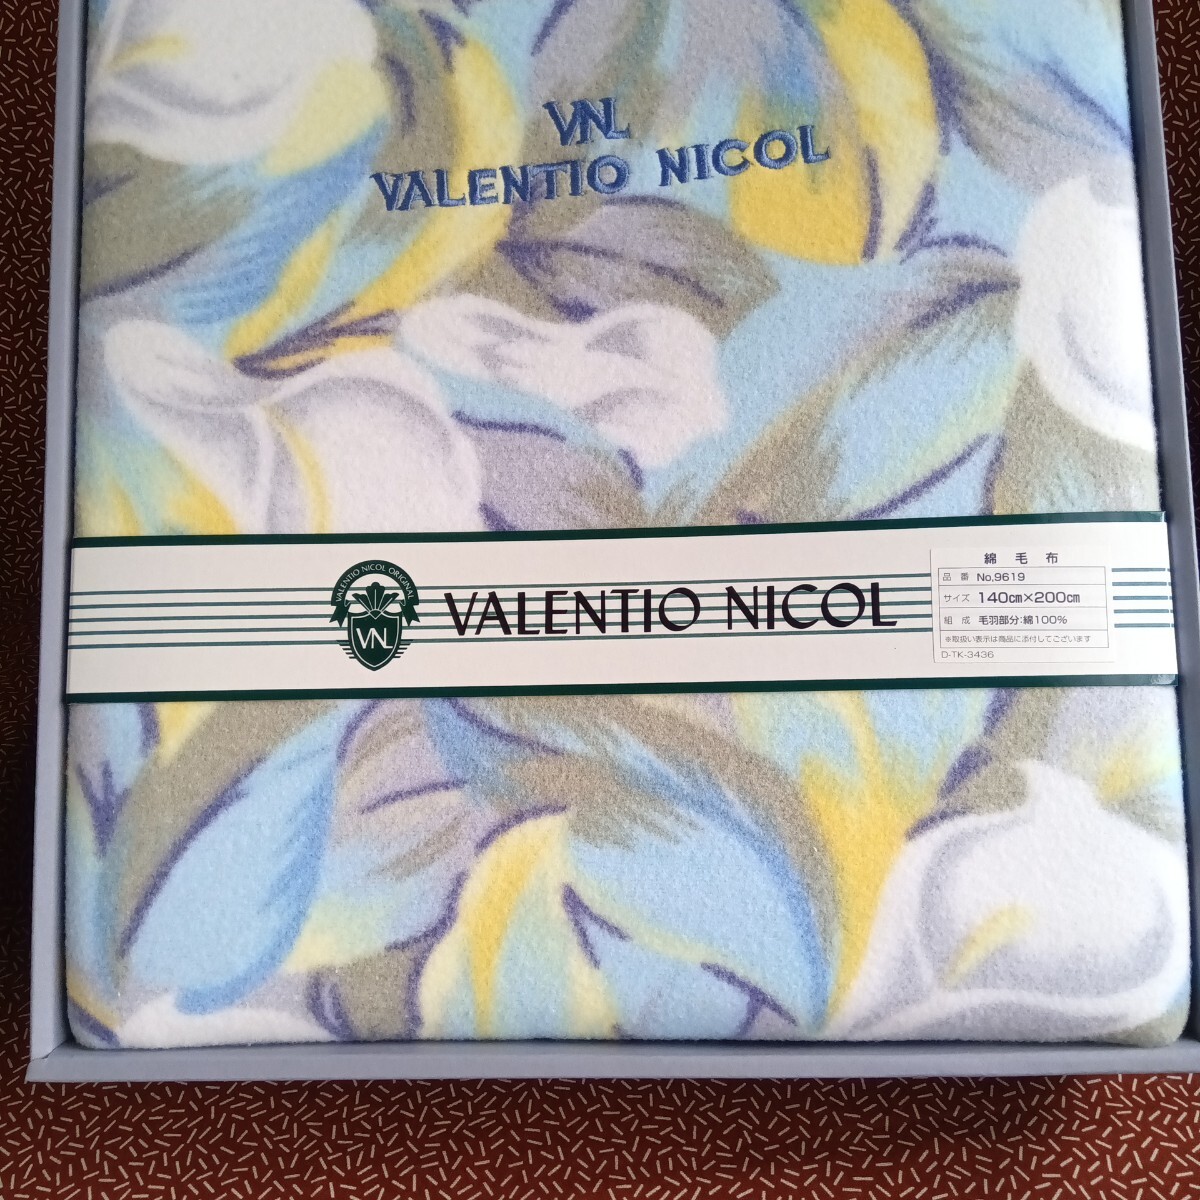 VNL
VALENTIO NICOL
VALENTIO NICOL ORIGINAL
VNL
VALENTIO NICOL
綿毛布
品番 No,9619
サイズ 140㎝×200㎝
組成 毛羽部分:綿100%
※取扱い表示は商品に添付してございます
D-TK-3436